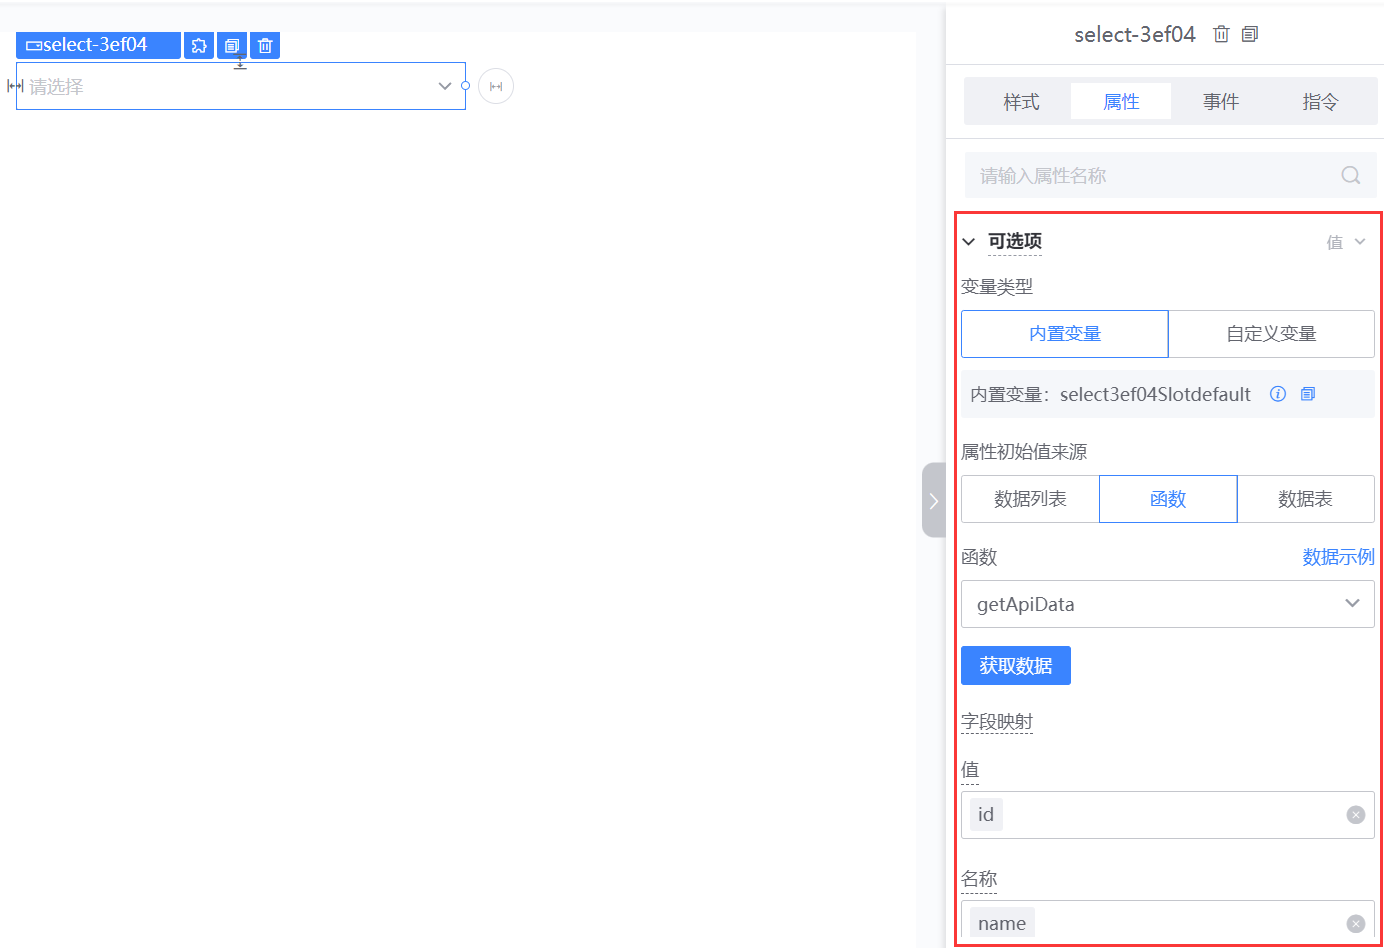 select-3ef04
请选择
select-3ef04
样式 属性 事件 指令
请输入属性名称
可选项 值
变量类型
内置变量 自定义变量
内置变量：select3ef04Slotdefault
属性初始值来源
数据列表 函数 数据表
函数 数据示例
getApiData
获取数据
字段映射
值
id
名称
name